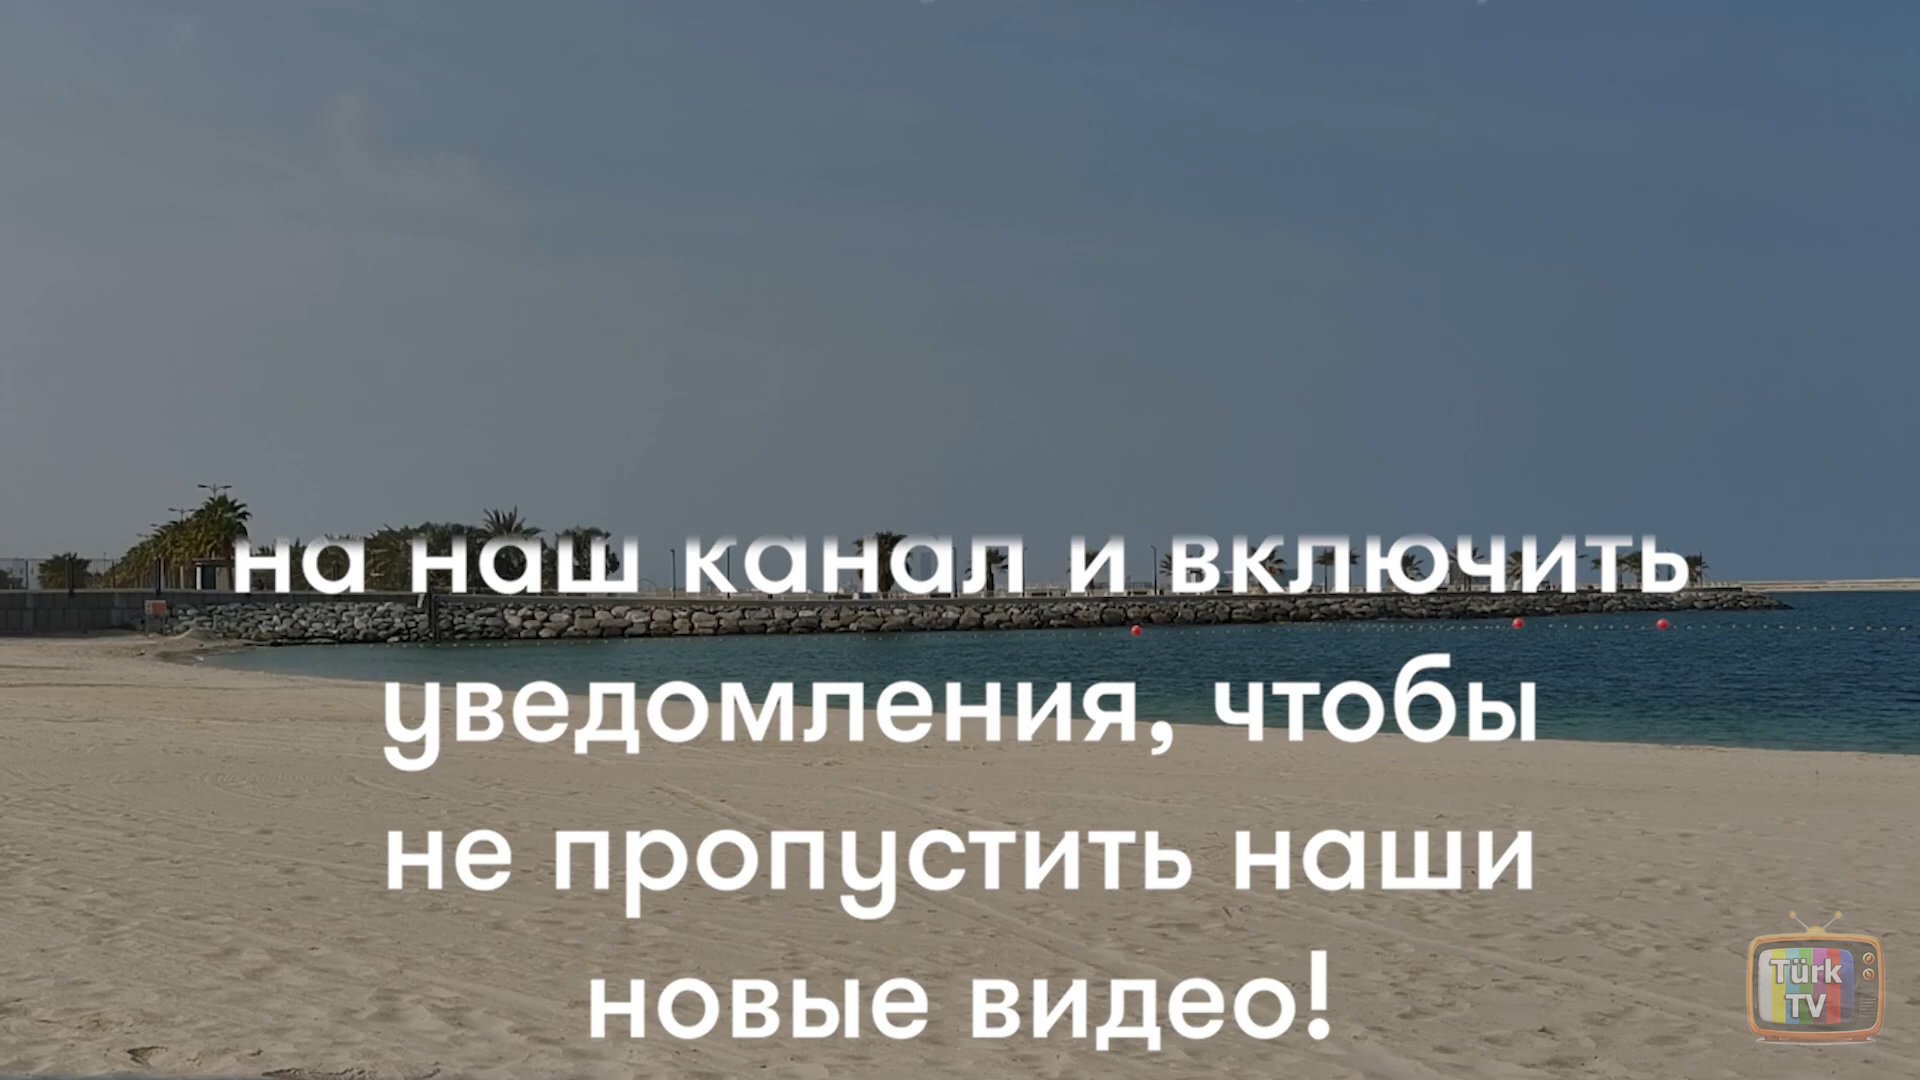 на наш канал и включить
уведомления, чтобы
не пропустить наши
новые видео!
Türk
TV